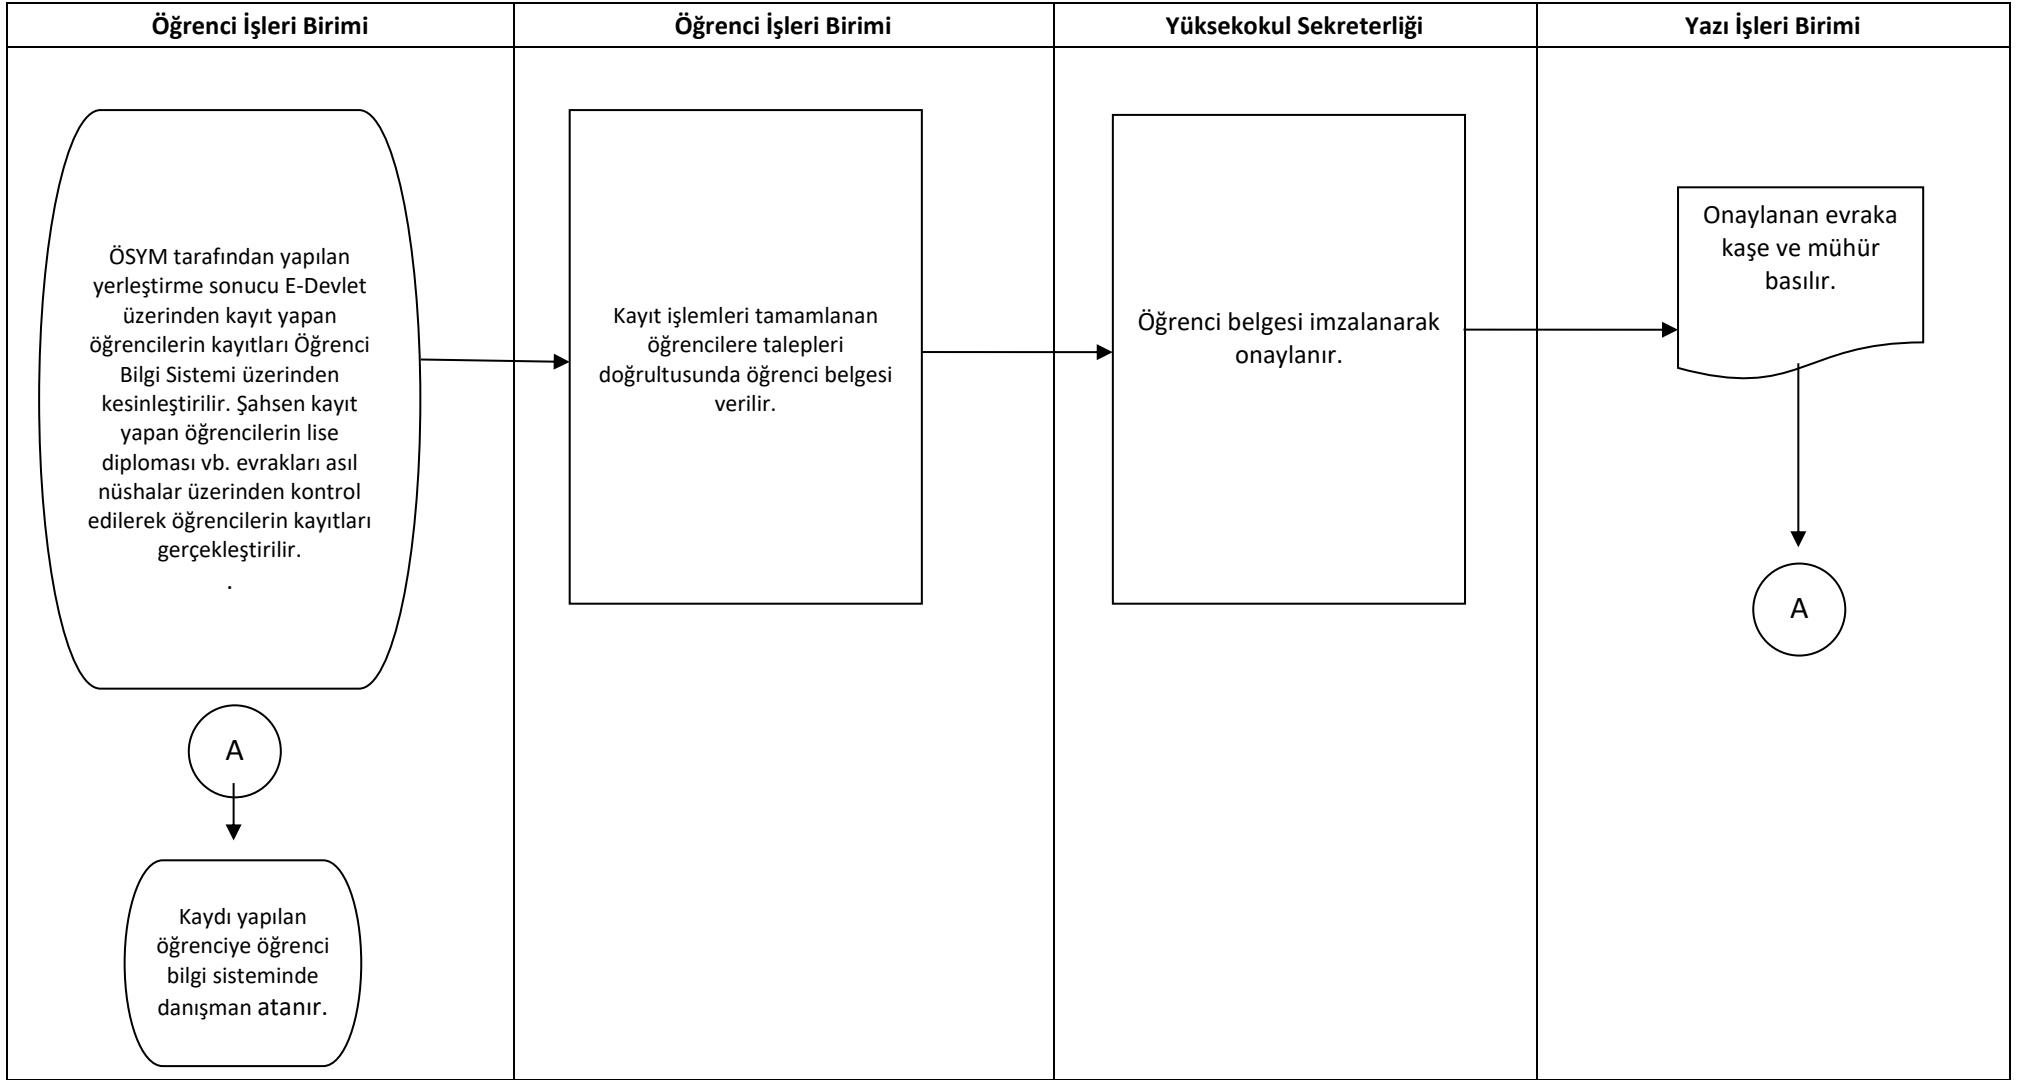 Öğrenci İşleri Birimi
Öğrenci İşleri Birimi
Yüksekokul Sekreterliği
Yazı İşleri Birimi
ÖSYM tarafından yapılan
yerleştirme sonucu E-Devlet
üzerinden kayıt yapan
öğrencilerin kayıtları Öğrenci
Bilgi Sistemi üzerinden
kesinleştirilir. Şahsen kayıt
yapan öğrencilerin lise
diploması vb. evrakları asıl
nüshalar üzerinden kontrol
edilerek öğrencilerin kayıtları
gerçekleştirilir.
.
Kayıt işlemleri tamamlanan
öğrencilere talepleri
doğrultusunda öğrenci belgesi
verilir.
Öğrenci belgesi imzalanarak
onaylanır.
Onaylanan evraka
kaşe ve mühür
basılır.
A
A
Kaydı yapılan
öğrenciye öğrenci
bilgi sisteminde
danışman atanır.